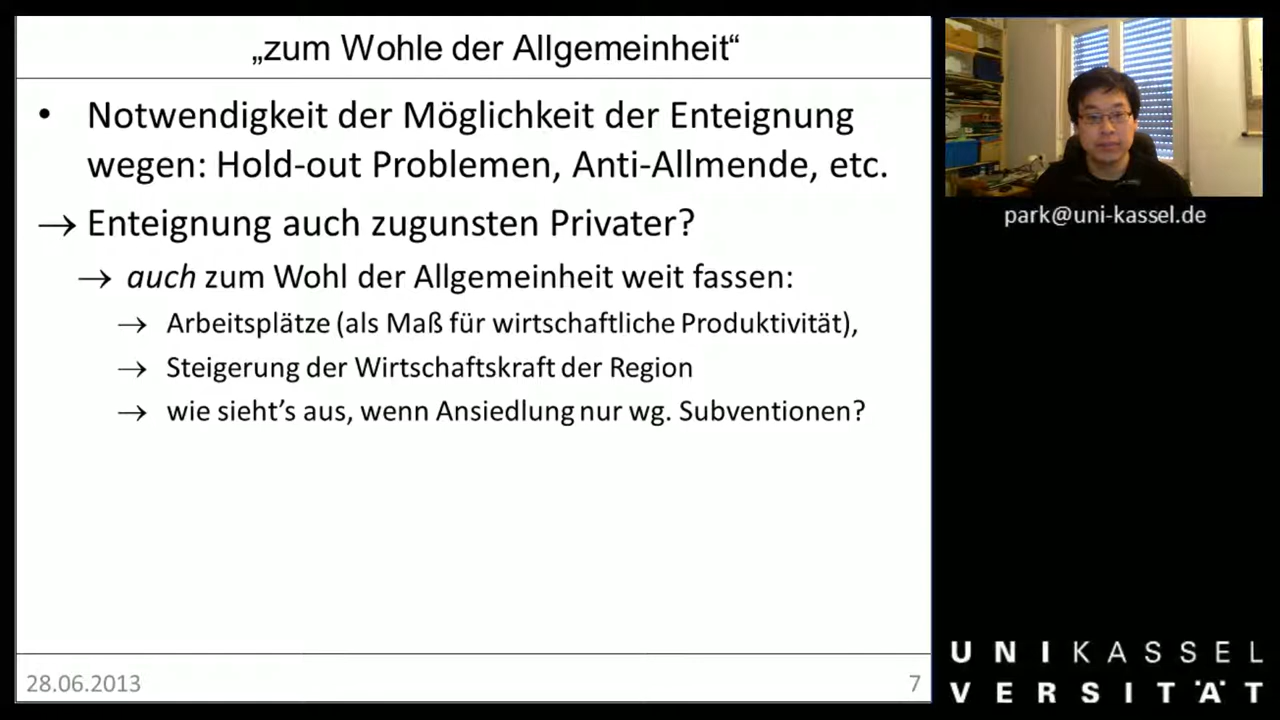 „zum Wohle der Allgemeinheit“
• Notwendigkeit der Möglichkeit der Enteignung
wegen: Hold-out Problemen, Anti-Allmende, etc.
→ Enteignung auch zugunsten Privater?
→ auch zum Wohl der Allgemeinheit weit fassen:
→ Arbeitsplätze (als Maß für wirtschaftliche Produktivität),
→ Steigerung der Wirtschaftskraft der Region
→ wie sieht’s aus, wenn Ansiedlung nur wg. Subventionen?
28.06.2013
7
park@uni-kassel.de
UNIKASSEL
VERSITÄT